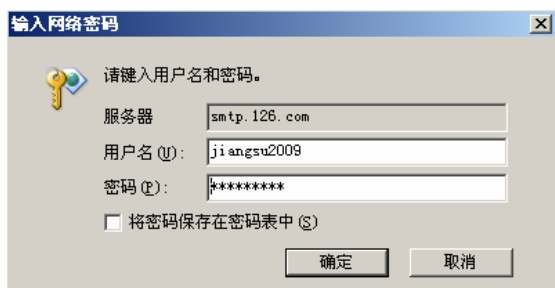 输入网络密码
请键入用户名和密码。
服务器 smtp.126.com
用户名(U): jiangsu2009
密码(P): *********
将密码保存在密码表中(S)
确定 取消